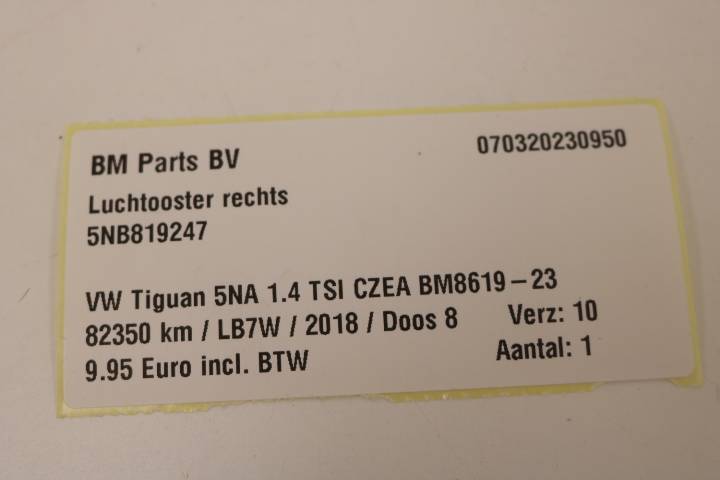 BM Parts BV 070320230950
Luchtooster rechts
5NB819247
VW Tiguan 5NA 1.4 TSI CZEA BM8619-23
82350 km / LB7W / 2018 / Doos 8 Verz: 10
9.95 Euro incl. BTW Aantal: 1